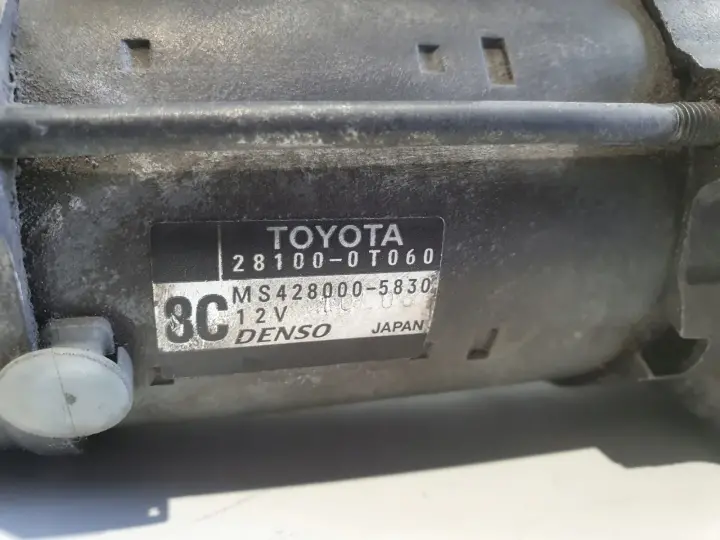 TOYOTA
28100-0T060
8C
MS428000-5830
12V
DENSO JAPAN